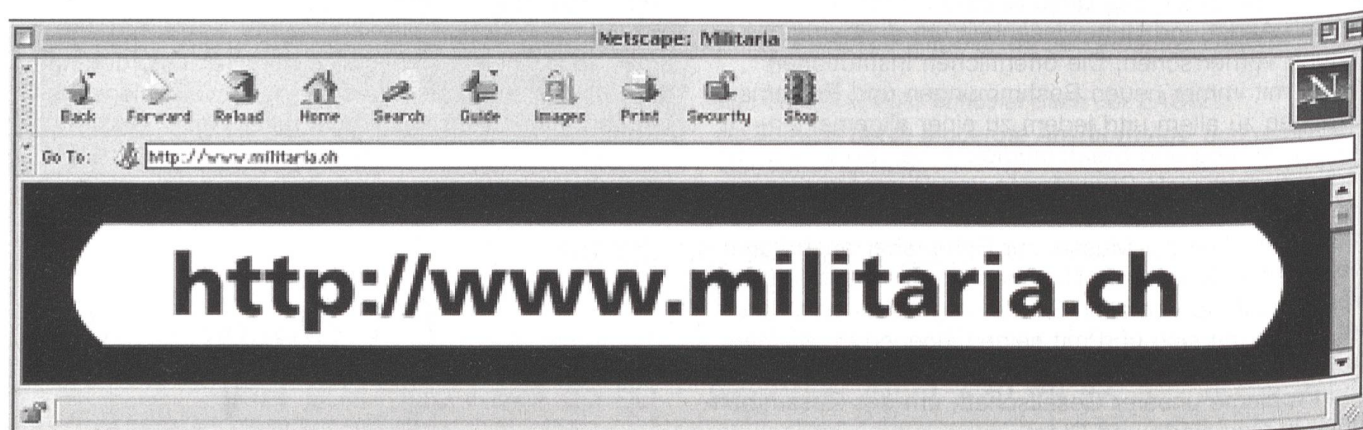 Netscape: Militaria
Back Forward Reload Home Search Guide Images Print Security Stop
N
Go To: http://www.militaria.ch
http://www.militaria.ch